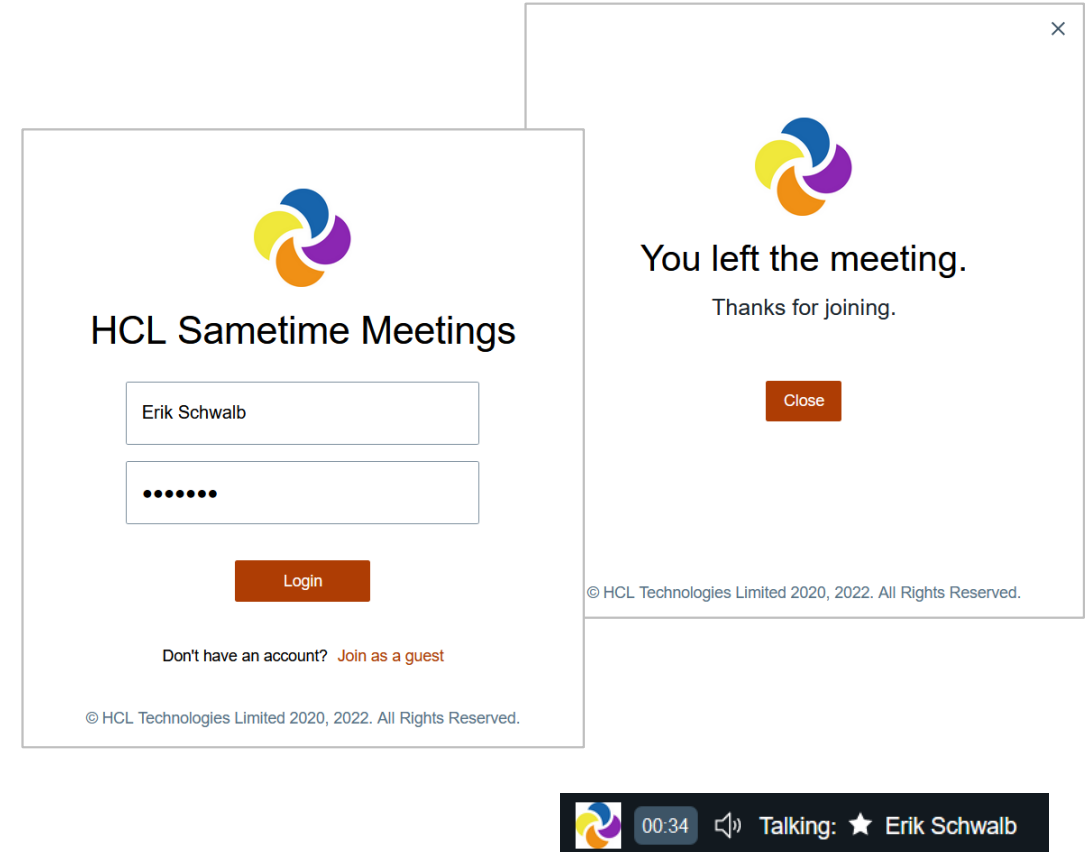 HCL Sametime Meetings
Erik Schwalb
•••••••
Login
Don't have an account? Join as a guest
© HCL Technologies Limited 2020, 2022. All Rights Reserved.
You left the meeting.
Thanks for joining.
Close
© HCL Technologies Limited 2020, 2022. All Rights Reserved.
00:34 Talking: ★ Erik Schwalb